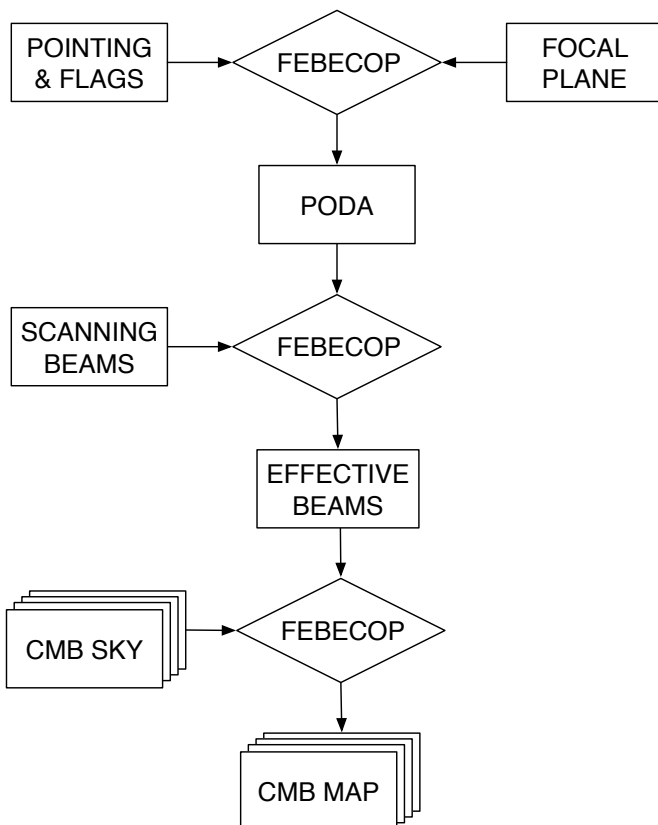 POINTING
& FLAGS
FEBECOP
FOCAL
PLANE
PODA
SCANNING
BEAMS
FEBECOP
EFFECTIVE
BEAMS
CMB SKY
FEBECOP
CMB MAP